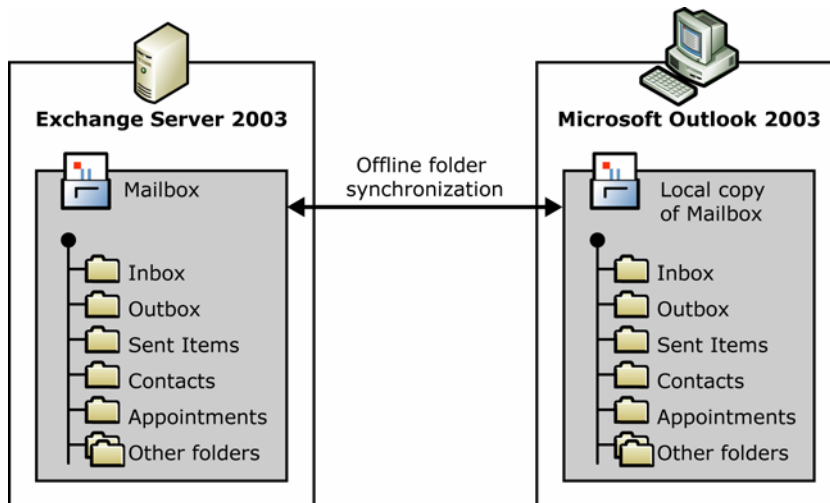 Exchange Server 2003
Mailbox
Inbox
Outbox
Sent Items
Contacts
Appointments
Other folders
Offline folder
synchronization
Microsoft Outlook 2003
Local copy
of Mailbox
Inbox
Outbox
Sent Items
Contacts
Appointments
Other folders